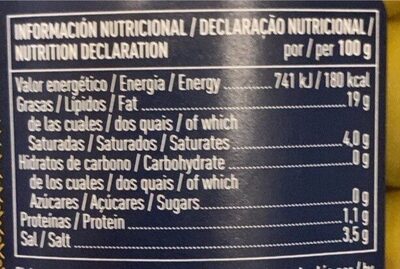 INFORMACIÓN NUTRICIONAL / DECLARAÇÃO NUTRICIONAL /
NUTRITION DECLARATION por / per 100 g
Valor energético / Energia / Energy 741 kJ / 180 kcal
Grasas / Lípidos / Fat 19 g
de las cuales / dos quais / of which
Saturadas / Saturados / Saturates 4,0 g
Hidratos de carbono / Carbohydrate 0 g
de los cuales / dos quais / of which
Azúcares / Açúcares / Sugars 0 g
Proteínas / Protein 1,1 g
Sal / Salt 3,5 g